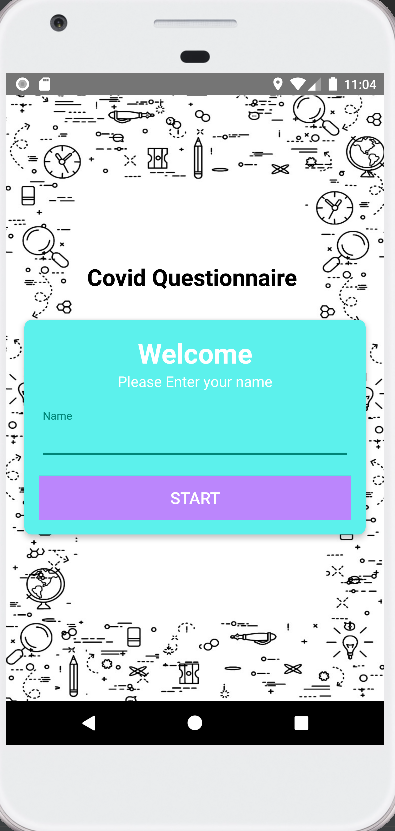 11:04
Covid Questionnaire
Welcome
Please Enter your name
Name
START